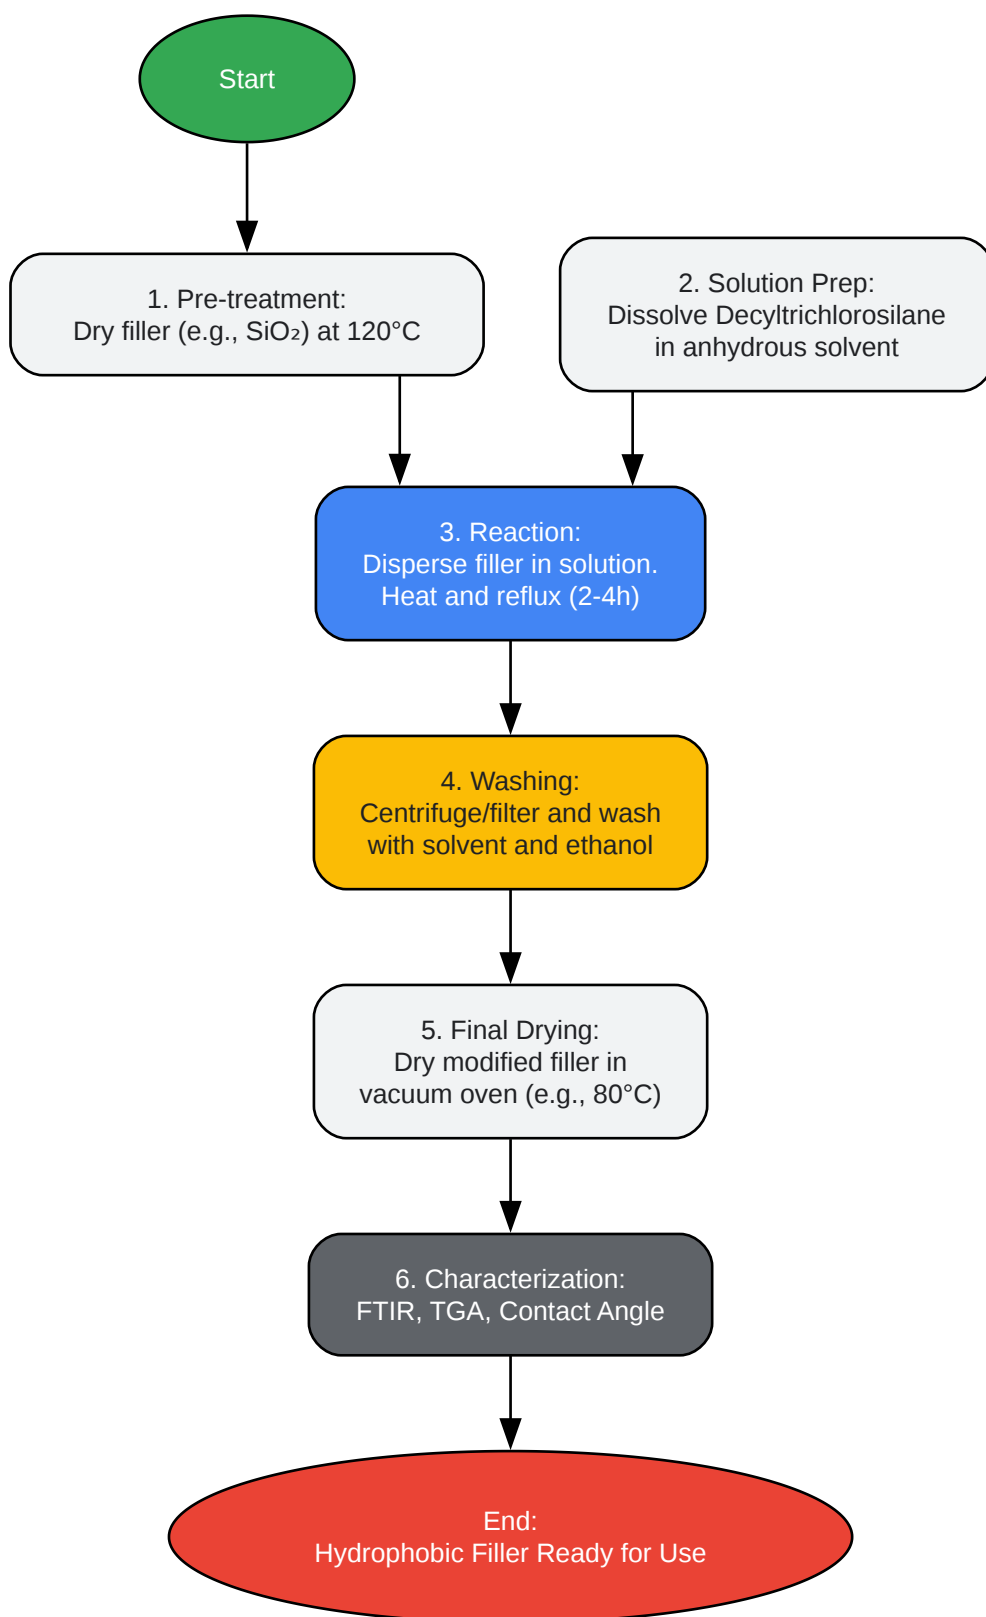 Start
1. Pre-treatment:
Dry filler (e.g., SiO₂) at 120°C
2. Solution Prep:
Dissolve Decyltrichlorosilane
in anhydrous solvent
3. Reaction:
Disperse filler in solution.
Heat and reflux (2-4h)
4. Washing:
Centrifuge/filter and wash
with solvent and ethanol
5. Final Drying:
Dry modified filler in
vacuum oven (e.g., 80°C)
6. Characterization:
FTIR, TGA, Contact Angle
End:
Hydrophobic Filler Ready for Use